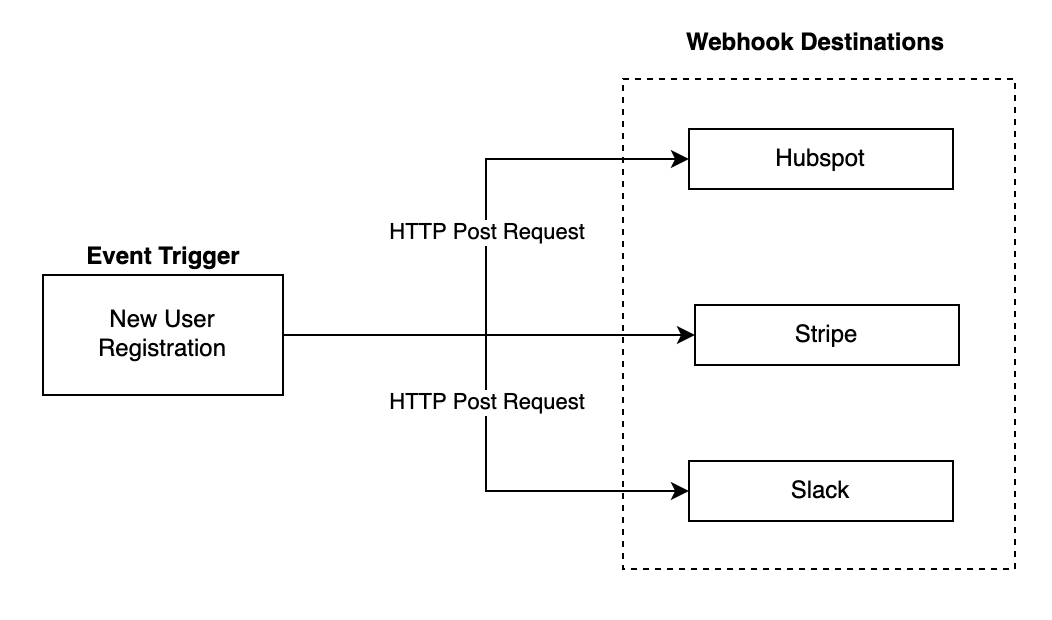 Webhook Destinations
Hubspot
HTTP Post Request
Event Trigger
New User
Registration
Stripe
HTTP Post Request
Slack